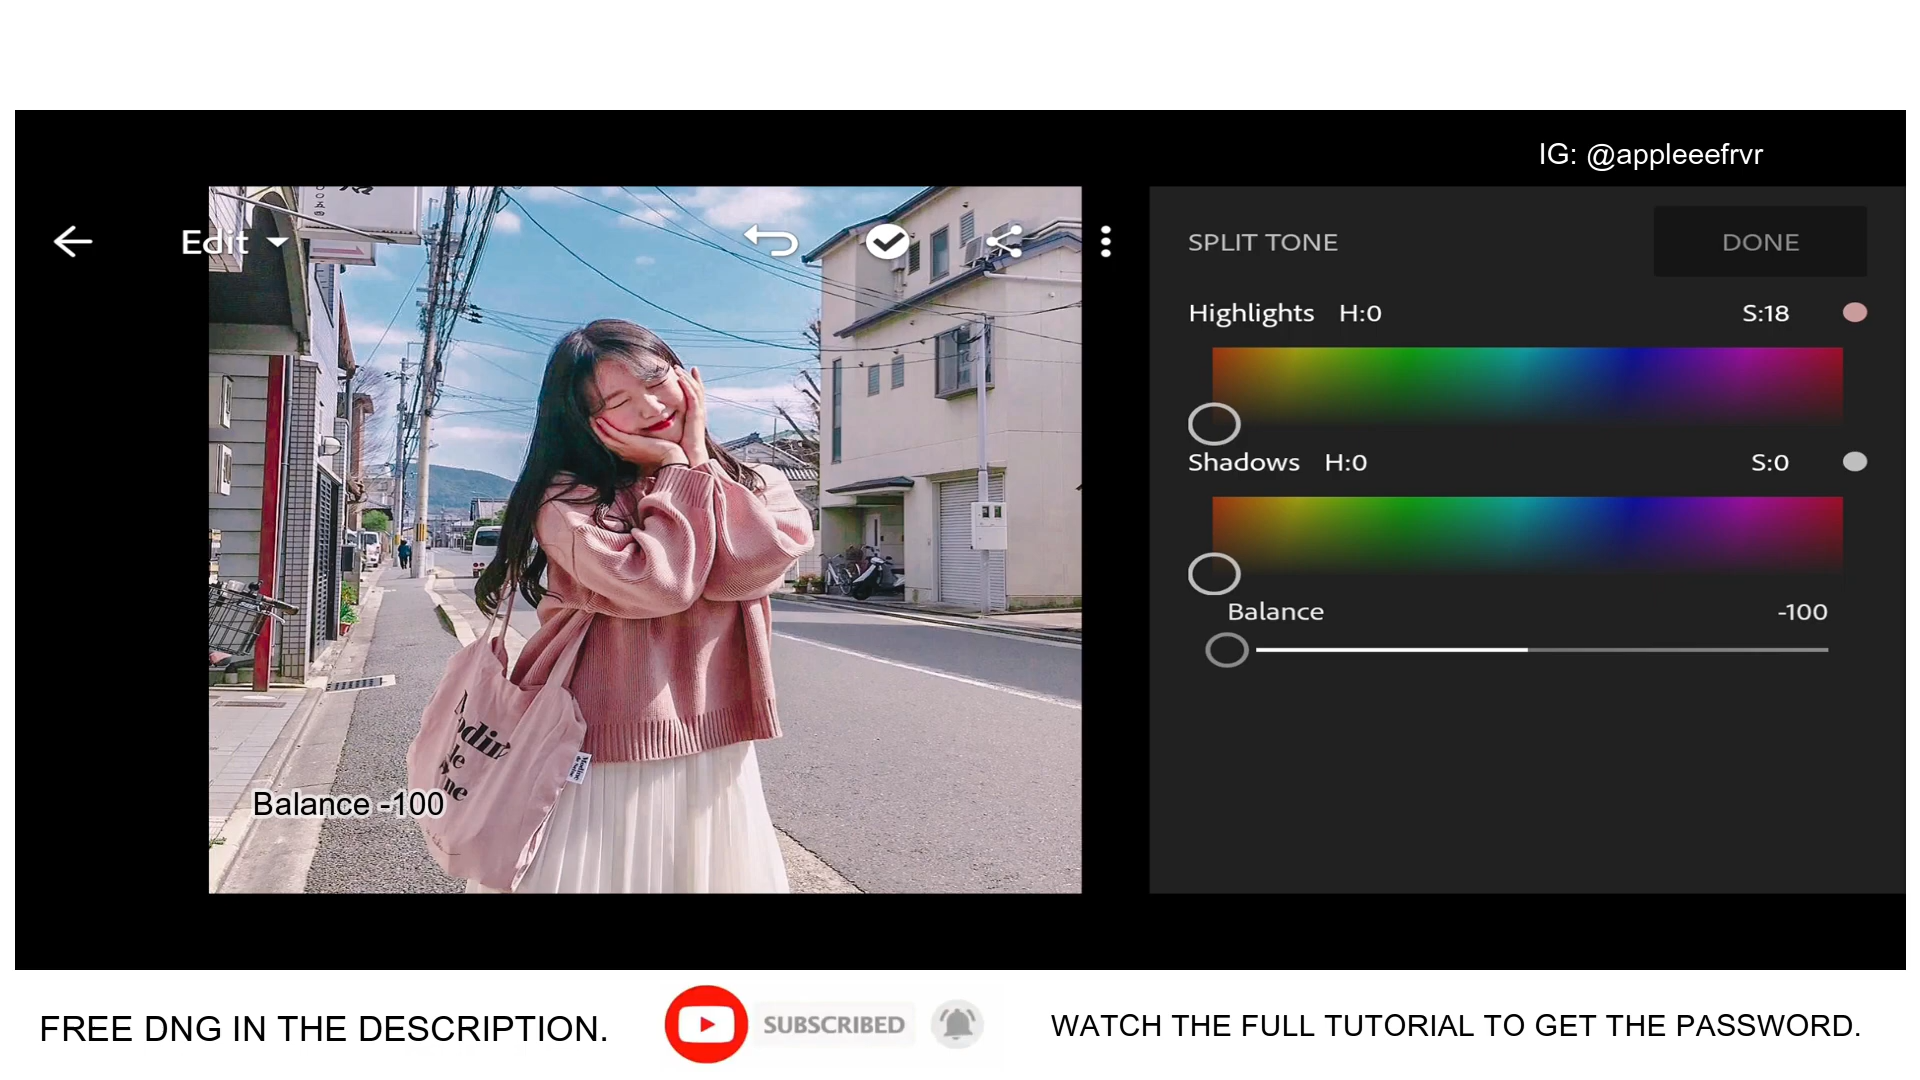 IG: @appleeefrvr
Edit
SPLIT TONE
DONE
Highlights H:0 S:18
Shadows H:0 S:0
Balance -100
Balance -100
FREE DNG IN THE DESCRIPTION.
SUBSCRIBED
WATCH THE FULL TUTORIAL TO GET THE PASSWORD.